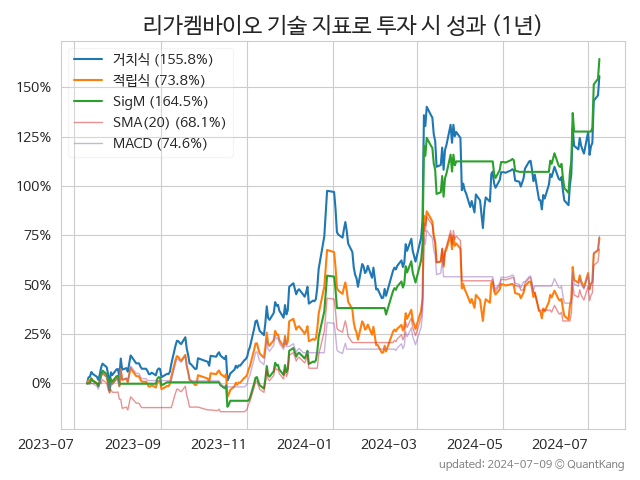 리가켐바이오 기술 지표로 투자 시 성과 (1년)
거치식 (155.8%)
적립식 (73.8%)
SigM (164.5%)
SMA(20) (68.1%)
MACD (74.6%)
150%
125%
100%
75%
50%
25%
0%
2023-07 2023-09 2023-11 2024-01 2024-03 2024-05 2024-07
updated: 2024-07-09 © QuantKang